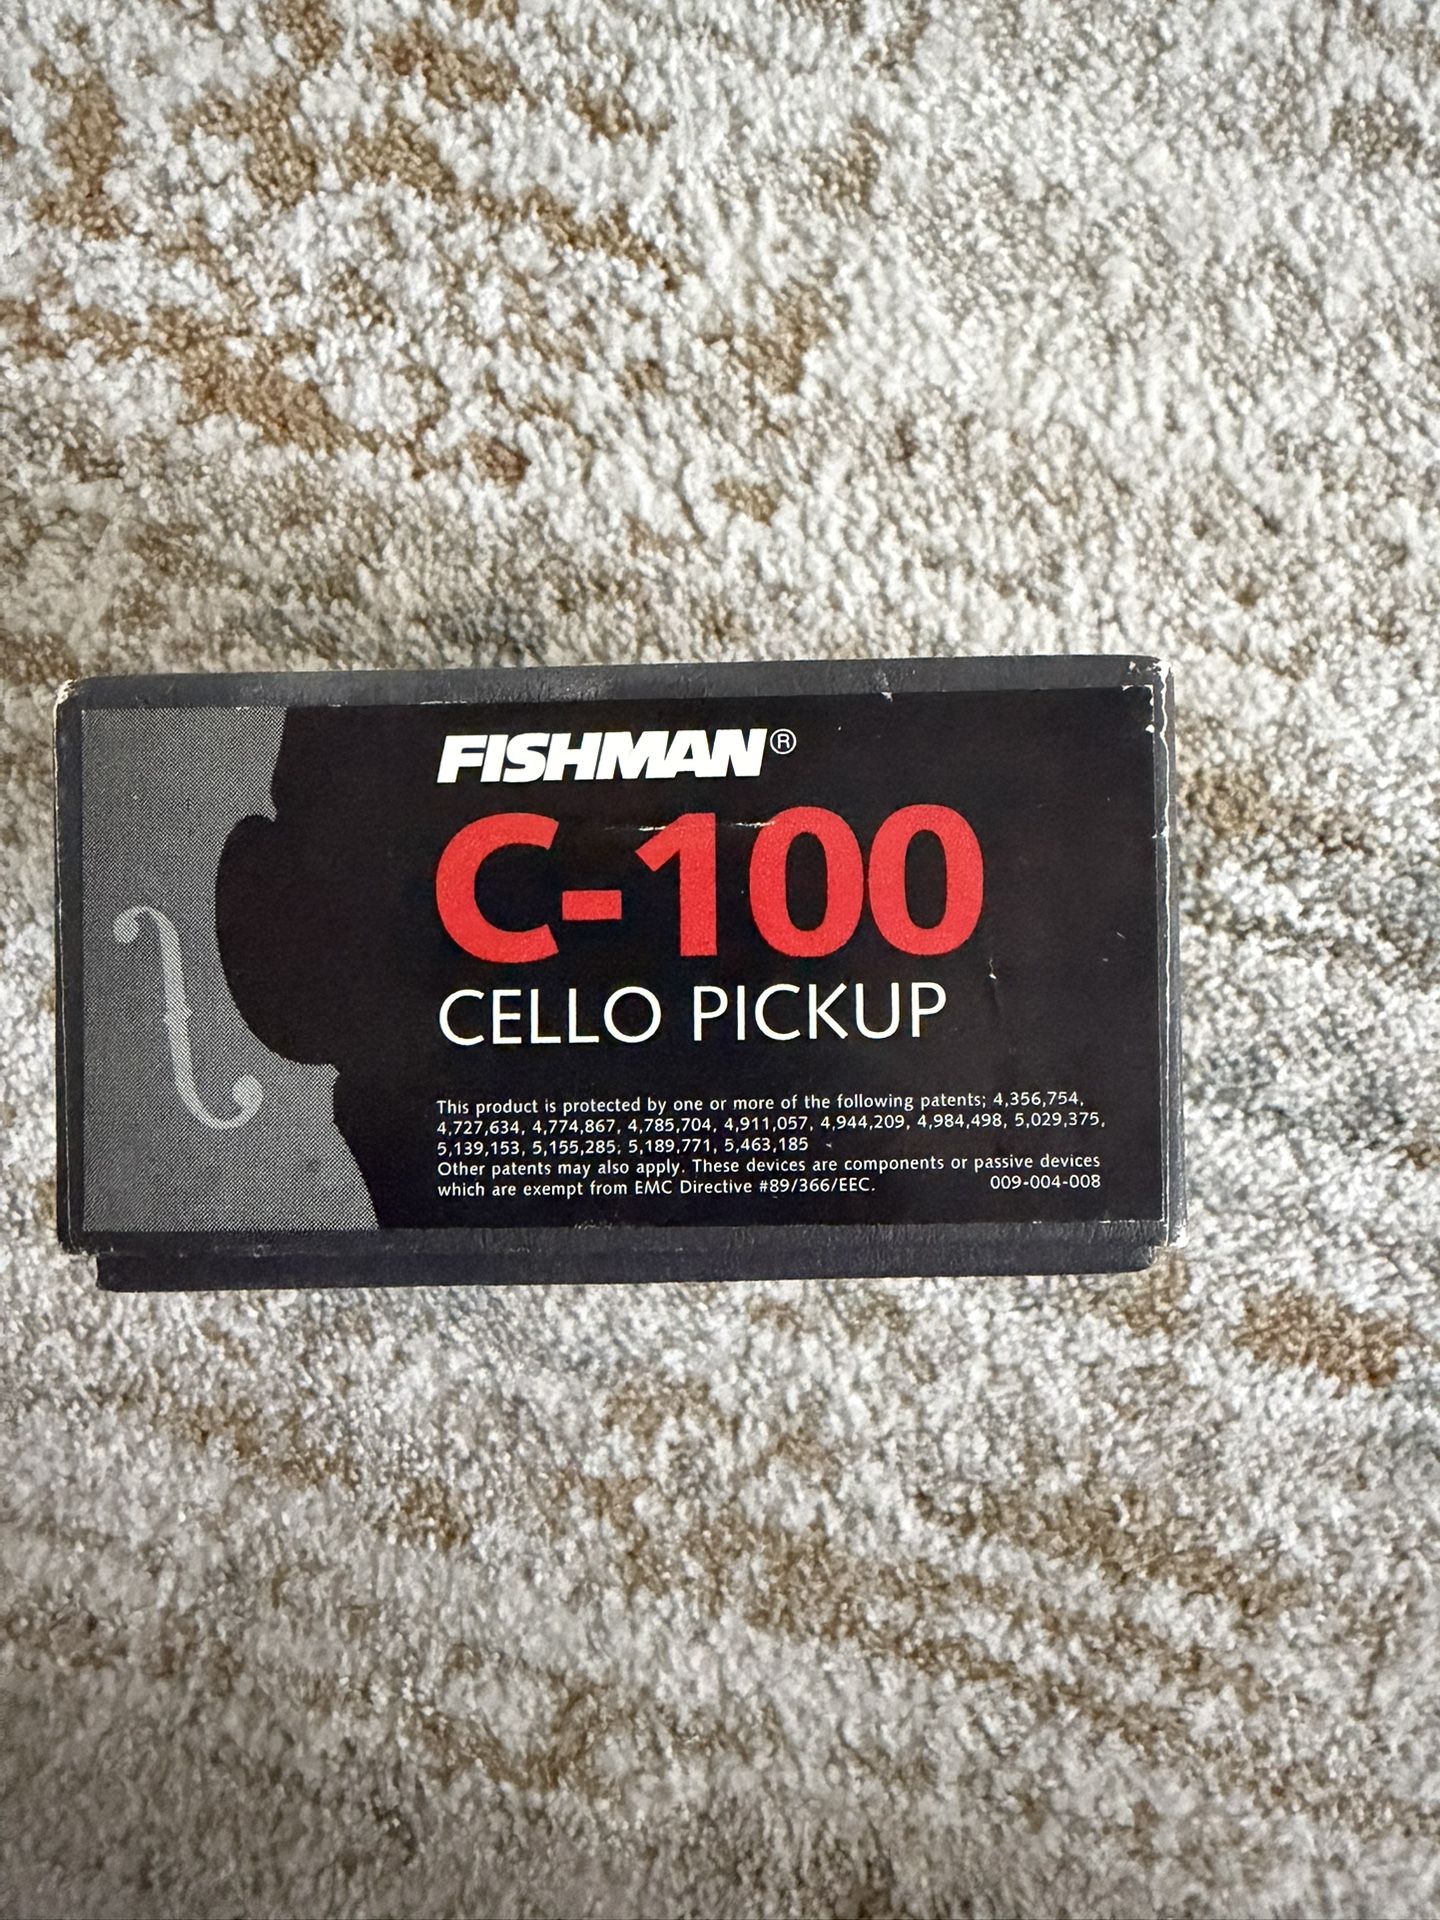 FISHMAN®
C-100
CELLO PICKUP
This product is protected by one or more of the following patents; 4,356,754,
4,727,634, 4,774,867, 4,785,704, 4,911,057, 4,944,209, 4,984,498, 5,029,375,
5,139,153, 5,155,285; 5,189,771, 5,463,185
Other patents may also apply. These devices are components or passive devices
which are exempt from EMC Directive #89/366/EEC. 009-004-008